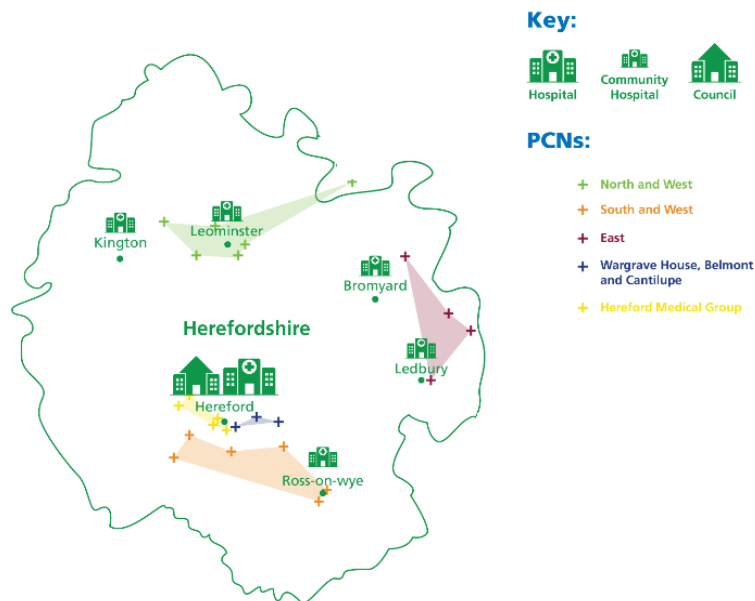 Key:
Hospital
Community
Hospital
Council
PCNs:
North and West
South and West
East
Wargrave House, Belmont
and Cantilupe
Hereford Medical Group
Leominster
Kington
Bromyard
Herefordshire
Ledbury
Hereford
Ross-on-wye